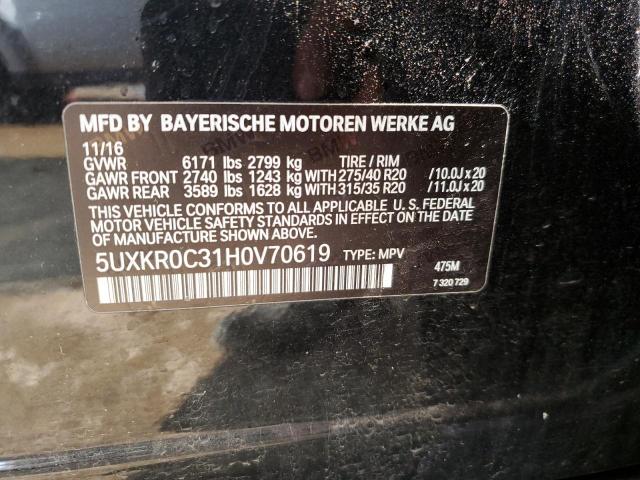 MFD BY BAYERISCHE MOTOREN WERKE AG
11/16
GVWR 6171 lbs 2799 kg TIRE / RIM
GAWR FRONT 2740 lbs 1243 kg WITH 275/40 R20 /10.0J x 20
GAWR REAR 3589 lbs 1628 kg WITH 315/35 R20 /11.0J x 20
THIS VEHICLE CONFORMS TO ALL APPLICABLE U. S. FEDERAL
MOTOR VEHICLE SAFETY STANDARDS IN EFFECT ON THE DATE
OF MANUFACTURE SHOWN ABOVE.
5UXKR0C31H0V70619 TYPE: MPV
475M
7 320 729